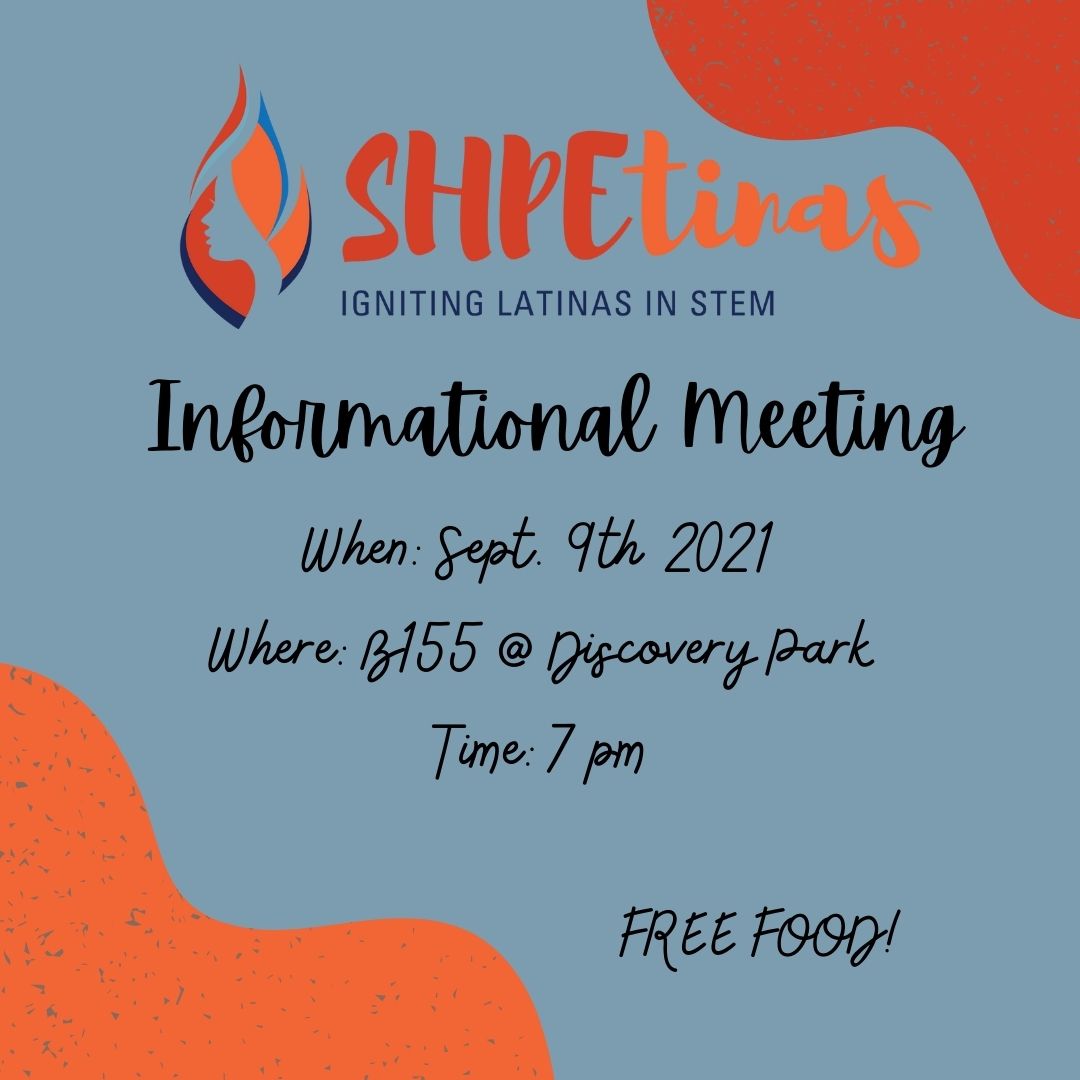 SHPEtinas
IGNITING LATINAS IN STEM
Informational Meeting
When: Sept. 9th 2021
Where: B155 @ Discovery Park
Time: 7 pm
FREE FOOD!